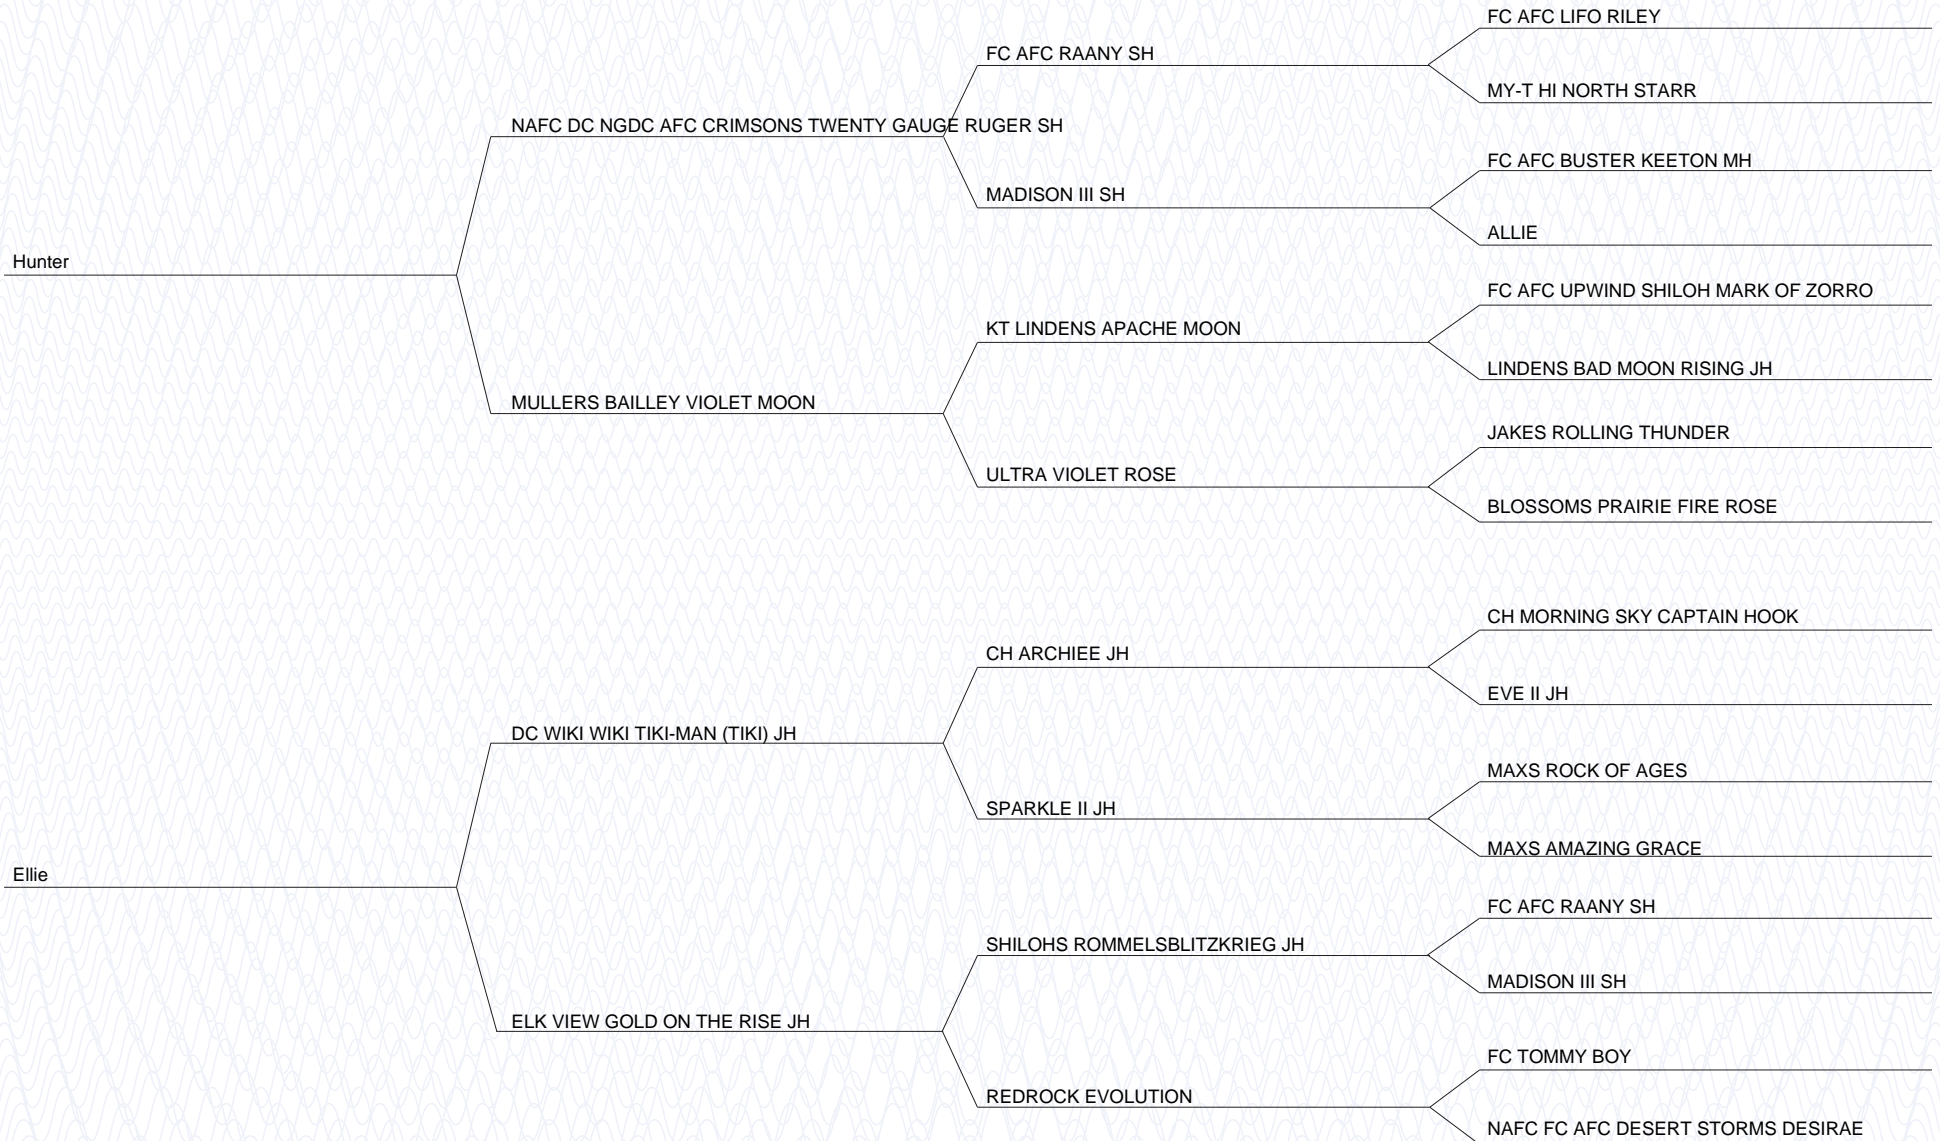 FC AFC LIFO RILEY
FC AFC RAANY SH
MY-T HI NORTH STARR
NAFC DC NGDC AFC CRIMSONS TWENTY GAUGE RUGER SH
FC AFC BUSTER KEETON MH
MADISON III SH
ALLIE
Hunter
FC AFC UPWIND SHILOH MARK OF ZORRO
KT LINDENS APACHE MOON
LINDENS BAD MOON RISING JH
MULLERS BAILLEY VIOLET MOON
JAKES ROLLING THUNDER
ULTRA VIOLET ROSE
BLOSSOMS PRAIRIE FIRE ROSE
CH MORNING SKY CAPTAIN HOOK
CH ARCHIEE JH
EVE II JH
DC WIKI WIKI TIKI-MAN (TIKI) JH
MAXS ROCK OF AGES
SPARKLE II JH
MAXS AMAZING GRACE
Ellie
FC AFC RAANY SH
SHILOHS ROMMELSBLITZKRIEG JH
MADISON III SH
ELK VIEW GOLD ON THE RISE JH
FC TOMMY BOY
REDROCK EVOLUTION
NAFC FC AFC DESERT STORMS DESIRAE